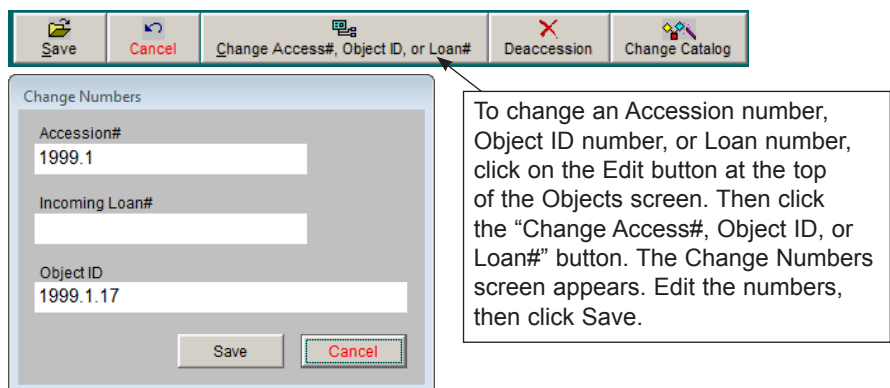 Save Cancel Change Access#, Object ID, or Loan# Deaccession Change Catalog
Change Numbers
Accession#
1999.1
Incoming Loan#
Object ID
1999.1.17
Save Cancel
To change an Accession number,
Object ID number, or Loan number,
click on the Edit button at the top
of the Objects screen. Then click
the “Change Access#, Object ID, or
Loan#” button. The Change Numbers
screen appears. Edit the numbers,
then click Save.